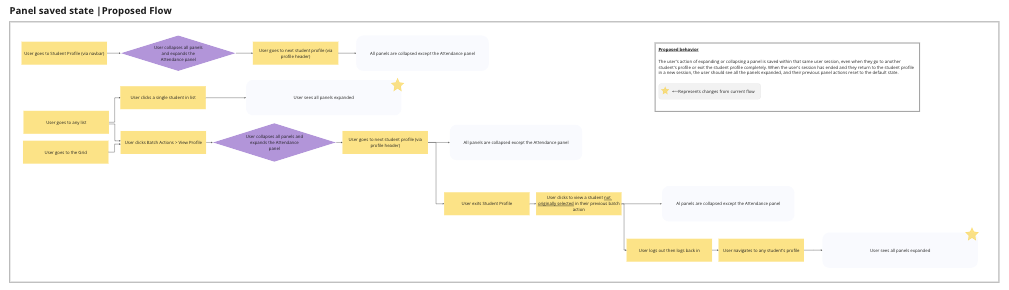 Panel saved state |Proposed Flow
User goes to Student Profile (via navbar)
User collapses all panels
and expands the
Attendance panel
User goes to next student profile (via
profile header)
All panels are collapsed except the Attendance panel
Proposed behavior
The user's action of expanding or collapsing a panel is saved within that same user session, even when they go to another
student's profile or exit the student profile completely. When the user's session has ended and they return to the student profile
in a new session, the user should see all the panels expanded, and their previous panel actions reset to the default state.
<—Represents changes from current flow
User clicks a single student in list
User sees all panels expanded
User goes to any list
User goes to the Grid
User clicks Batch Actions > View Profile
User collapses all panels and
expands the Attendance
panel
User goes to next student profile (via
profile header)
All panels are collapsed except the Attendance panel
User exits Student Profile
User clicks to view a student not
originally selected in their previous batch
action
Al panels are collapsed except the Attendance panel
User logs out then logs back in
User navigates to any student's profile
User sees all panels expanded